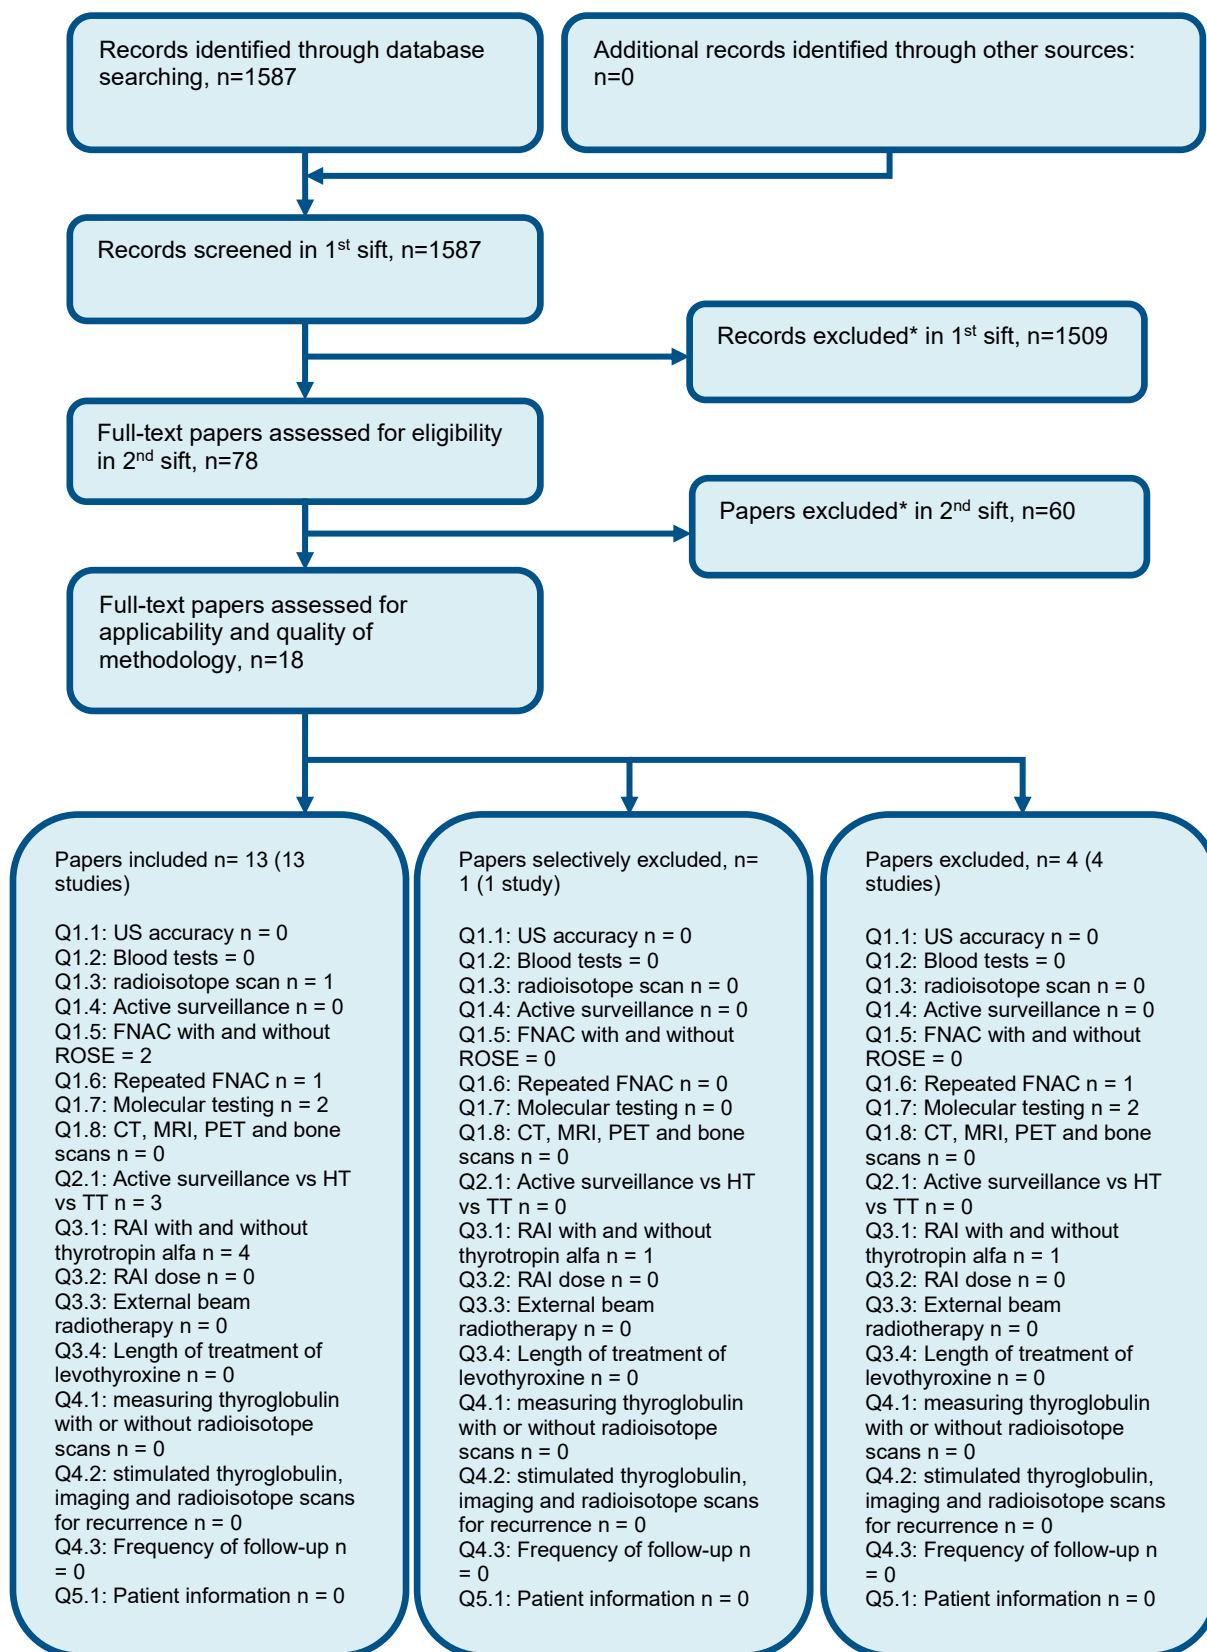 Records identified through database
searching, n=1587
Additional records identified through other sources:
n=0
Records screened in 1st sift, n=1587
Records excluded* in 1st sift, n=1509
Full-text papers assessed for eligibility
in 2nd sift, n=78
Papers excluded* in 2nd sift, n=60
Full-text papers assessed for
applicability and quality of
methodology, n=18
Papers included n= 13 (13
studies)
Q1.1: US accuracy n = 0
Q1.2: Blood tests = 0
Q1.3: radioisotope scan n = 1
Q1.4: Active surveillance n = 0
Q1.5: FNAC with and without
ROSE = 2
Q1.6: Repeated FNAC n = 1
Q1.7: Molecular testing n = 2
Q1.8: CT, MRI, PET and bone
scans n = 0
Q2.1: Active surveillance vs HT
vs TT n = 3
Q3.1: RAI with and without
thyrotropin alfa n = 4
Q3.2: RAI dose n = 0
Q3.3: External beam
radiotherapy n = 0
Q3.4: Length of treatment of
levothyroxine n = 0
Q4.1: measuring thyroglobulin
with or without radioisotope
scans n = 0
Q4.2: stimulated thyroglobulin,
imaging and radioisotope scans
for recurrence n = 0
Q4.3: Frequency of follow-up n
= 0
Q5.1: Patient information n = 0
Papers selectively excluded, n=
1 (1 study)
Q1.1: US accuracy n = 0
Q1.2: Blood tests = 0
Q1.3: radioisotope scan n = 0
Q1.4: Active surveillance n = 0
Q1.5: FNAC with and without
ROSE = 0
Q1.6: Repeated FNAC n = 0
Q1.7: Molecular testing n = 0
Q1.8: CT, MRI, PET and bone
scans n = 0
Q2.1: Active surveillance vs HT
vs TT n = 0
Q3.1: RAI with and without
thyrotropin alfa n = 1
Q3.2: RAI dose n = 0
Q3.3: External beam
radiotherapy n = 0
Q3.4: Length of treatment of
levothyroxine n = 0
Q4.1: measuring thyroglobulin
with or without radioisotope
scans n = 0
Q4.2: stimulated thyroglobulin,
imaging and radioisotope scans
for recurrence n = 0
Q4.3: Frequency of follow-up n
= 0
Q5.1: Patient information n = 0
Papers excluded, n= 4 (4
studies)
Q1.1: US accuracy n = 0
Q1.2: Blood tests = 0
Q1.3: radioisotope scan n = 0
Q1.4: Active surveillance n = 0
Q1.5: FNAC with and without
ROSE = 0
Q1.6: Repeated FNAC n = 1
Q1.7: Molecular testing n = 2
Q1.8: CT, MRI, PET and bone
scans n = 0
Q2.1: Active surveillance vs HT
vs TT n = 0
Q3.1: RAI with and without
thyrotropin alfa n = 1
Q3.2: RAI dose n = 0
Q3.3: External beam
radiotherapy n = 0
Q3.4: Length of treatment of
levothyroxine n = 0
Q4.1: measuring thyroglobulin
with or without radioisotope
scans n = 0
Q4.2: stimulated thyroglobulin,
imaging and radioisotope scans
for recurrence n = 0
Q4.3: Frequency of follow-up n
= 0
Q5.1: Patient information n = 0